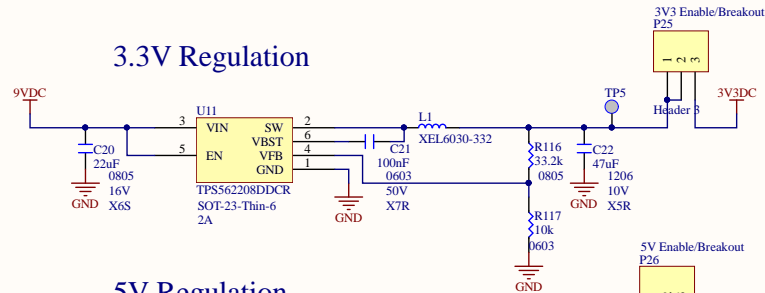 3V3 Enable/Breakout
P25
3.3V Regulation
1 2 3
9VDC
TP5
3V3DC
Header 3
U11
3 VIN SW 2
VBST 6
5 EN VFB 4
GND 1
TPS562208DDCR
SOT-23-Thin-6
2A
C20
22uF
0805
16V
X6S
GND
C21
100nF
0603
50V
X7R
GND
L1
XEL6030-332
R116
33.2k
0805
C22
47uF
1206
10V
X5R
GND
R117
10k
0603
GND
5V Enable/Breakout
P26
5V Regulation